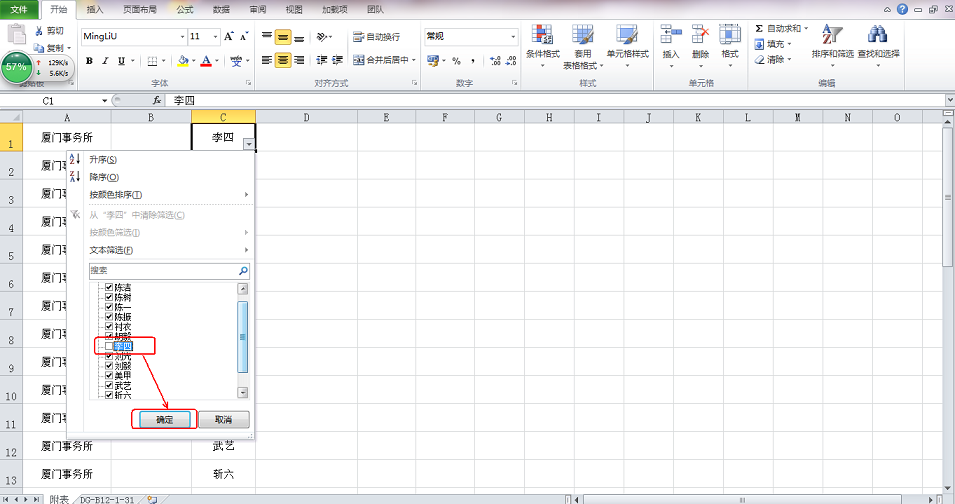 文件 开始 插入 页面布局 公式 数据 审阅 视图 加载项 团队
剪切
MingLiU 11
自动换行
常规
Σ 自动求和
复制
填充
57% 129K/s
5.6K/s
B I U
合并后居中
% ,
条件格式 套用表格格式 单元格样式
插入 删除 格式
清除
排序和筛选 查找和选择
剪贴板 字体 对齐方式 数字 样式 单元格 编辑
C1 fx 李四
A B C D E F G H I J K L M N O
1 厦门事务所 李四
2 厦门
3 厦门
4 厦门
5 厦门
6 厦门
7 厦门
8 厦门
9 厦门
10 厦门
11 厦门
升序(S)
降序(O)
按颜色排序(T)
从“李四”中清除筛选(C)
按颜色筛选(I)
文本筛选(F)
搜索
陈洁
陈树
陈一
陈振
衬衣
胡毅
李四
刘光
刘毅
美甲
武艺
斩六
确定 取消
12 厦门事务所 武艺
13 厦门事务所 斩六
附表 DG-B12-1-31